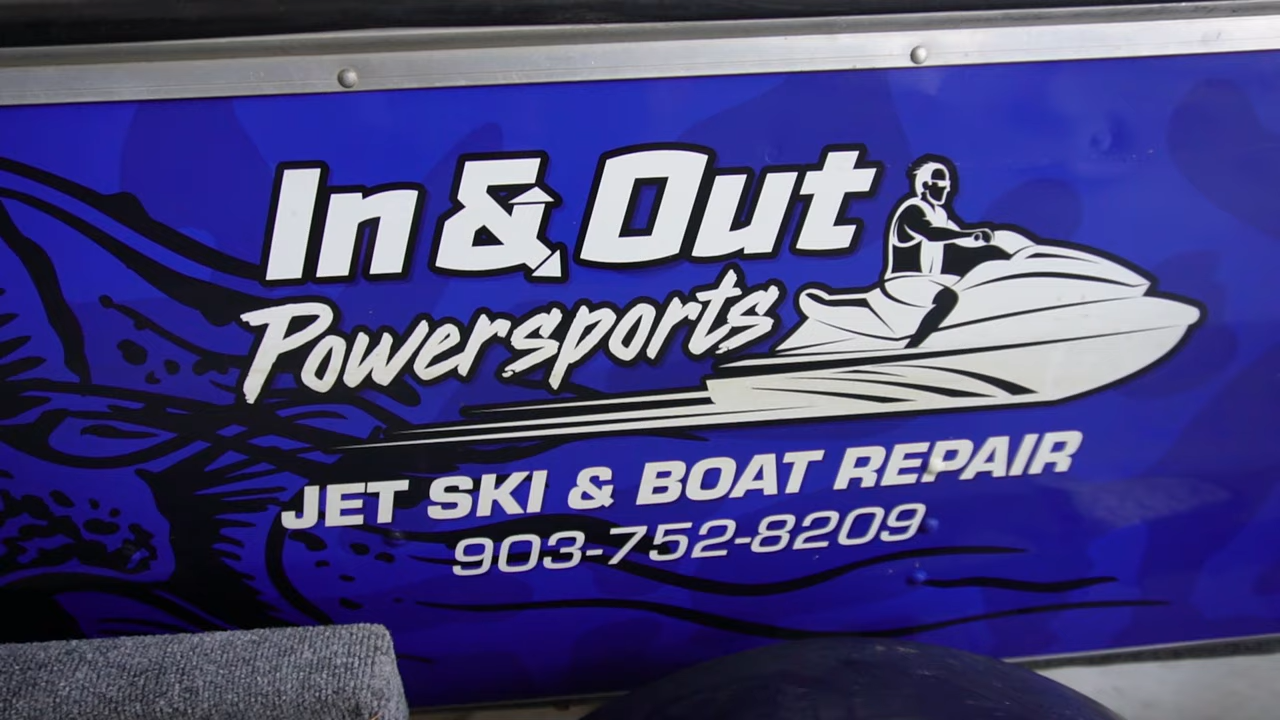 In & Out
Powersports
JET SKI & BOAT REPAIR
903-752-8209